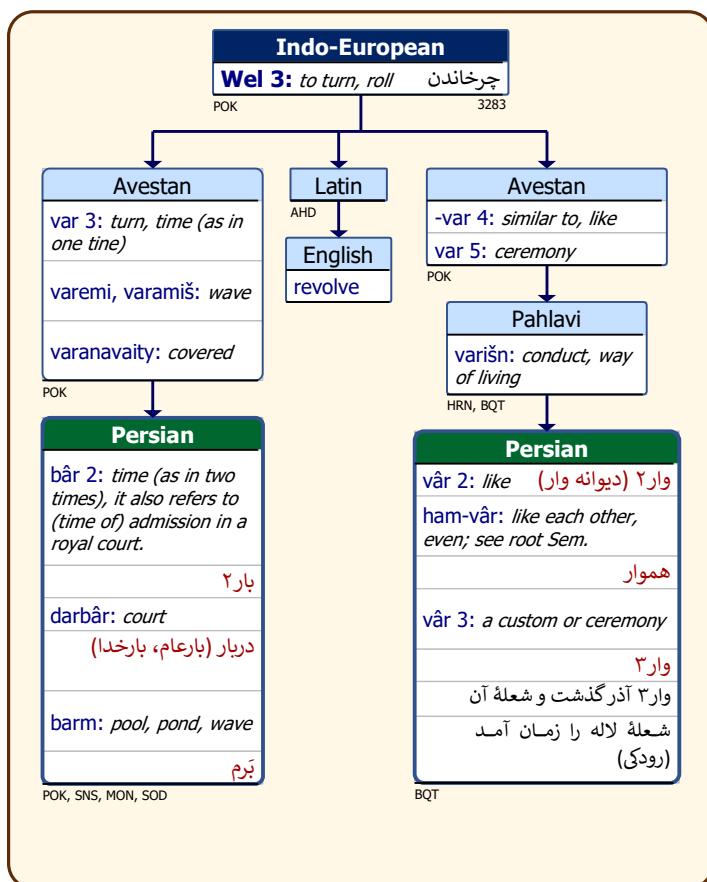 Indo-European
Wel 3: to turn, roll چرخاندن
POK 3283
Avestan
var 3: turn, time (as in
one tine)
varemi, varamiš: wave
varanavaity: covered
POK
Latin
AHD
English
revolve
Avestan
-var 4: similar to, like
var 5: ceremony
POK
Pahlavi
varišn: conduct, way
of living
HRN, BQT
Persian
bâr 2: time (as in two
times), it also refers to
(time of) admission in a
royal court.
بار۲
darbâr: court
دربار (بارعام، بارخدا)
barm: pool, pond, wave
بَرم
POK, SNS, MON, SOD
Persian
vâr 2: like وار۲ (دیوانه وار)
ham-vâr: like each other,
even; see root Sem.
هموار
vâr 3: a custom or ceremony
وار۳
وار۳ آذر گذشت و شعلهٔ آن
شـعلهٔ لاله را زمـان آمـد
(رودکی)
BQT